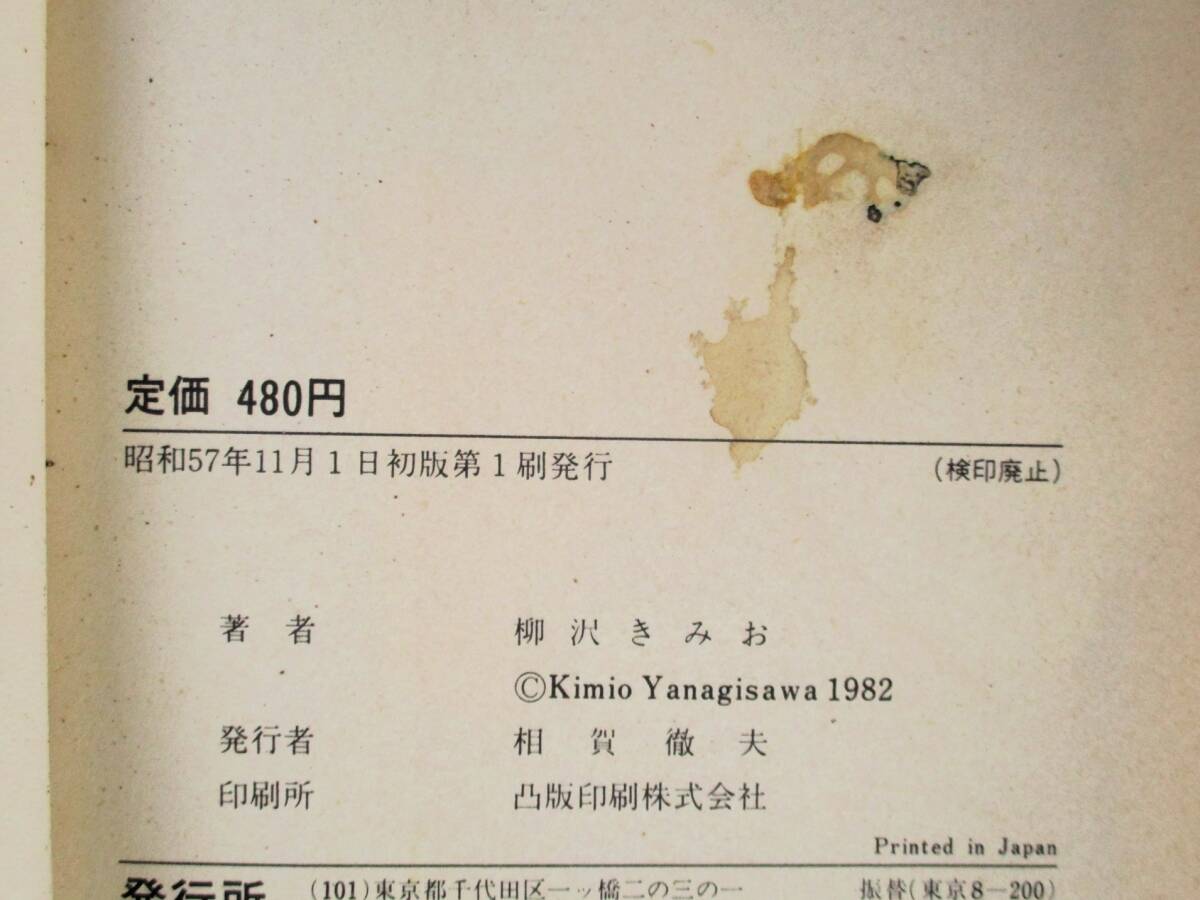 定価 480円
昭和57年11月1日初版第1刷発行 (検印廃止)
著者 柳沢きみお
©Kimio Yanagisawa 1982
発行者 相賀徹夫
印刷所 凸版印刷株式会社
Printed in Japan
発行所 (101)東京都千代田区一ッ橋二の三の一 振替(東京8-200)